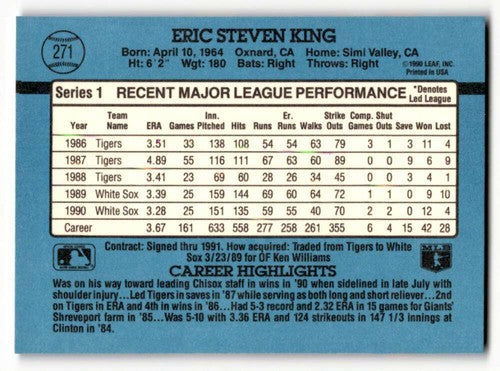 271
ERIC STEVEN KING
Born: April 10, 1964 Oxnard, CA Home: Simi Valley, CA
Ht: 6'2" Wgt: 180 Bats: Right Throws: Right
©1990 LEAF, INC.
Printed in USA
Series 1 RECENT MAJOR LEAGUE PERFORMANCE *Denotes
Led League
Team Inn. Er. Strike Comp. Shut
Year Name ERA Games Pitched Hits Runs Runs Walks Outs Games Outs Save Won Lost
1986 Tigers 3.51 33 138 108 54 54 63 79 3 1 3 11 4
1987 Tigers 4.89 55 116 111 67 63 60 89 0 0 9 6 9
1988 Tigers 3.41 23 69 60 28 26 34 45 0 0 3 4 1
1989 White Sox 3.39 25 159 144 69 60 64 72 1 1 0 9 10
1990 White Sox 3.28 25 151 135 59 55 40 70 2 2 0 12 4
Career 3.67 161 633 558 277 258 261 355 6 4 15 42 28
Contract: Signed thru 1991. How acquired: Traded from Tigers to White
Sox 3/23/89 for OF Ken Williams
MLB
CAREER HIGHLIGHTS
Was on his way toward leading Chisox staff in wins in '90 when sidelined in late July with
shoulder injury...Led Tigers in saves in '87 while serving as both long and short reliever...2nd
on Tigers in ERA and 4th in wins in '86...Had 5-3 record and 2.32 ERA in 15 games for Giants'
Shreveport farm in '85...Was 5-10 with 3.36 ERA and 124 strikeouts in 147 1/3 innings at
Clinton in '84.